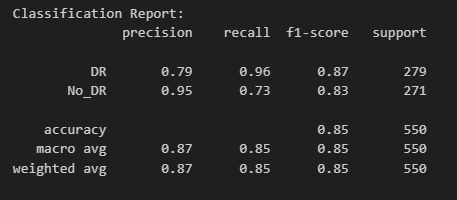 Classification Report:
precision recall f1-score support
DR 0.79 0.96 0.87 279
No_DR 0.95 0.73 0.83 271
accuracy 0.85 550
macro avg 0.87 0.85 0.85 550
weighted avg 0.87 0.85 0.85 550